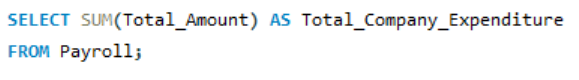 SELECT SUM(Total_Amount) AS Total_Company_Expenditure
FROM Payroll;